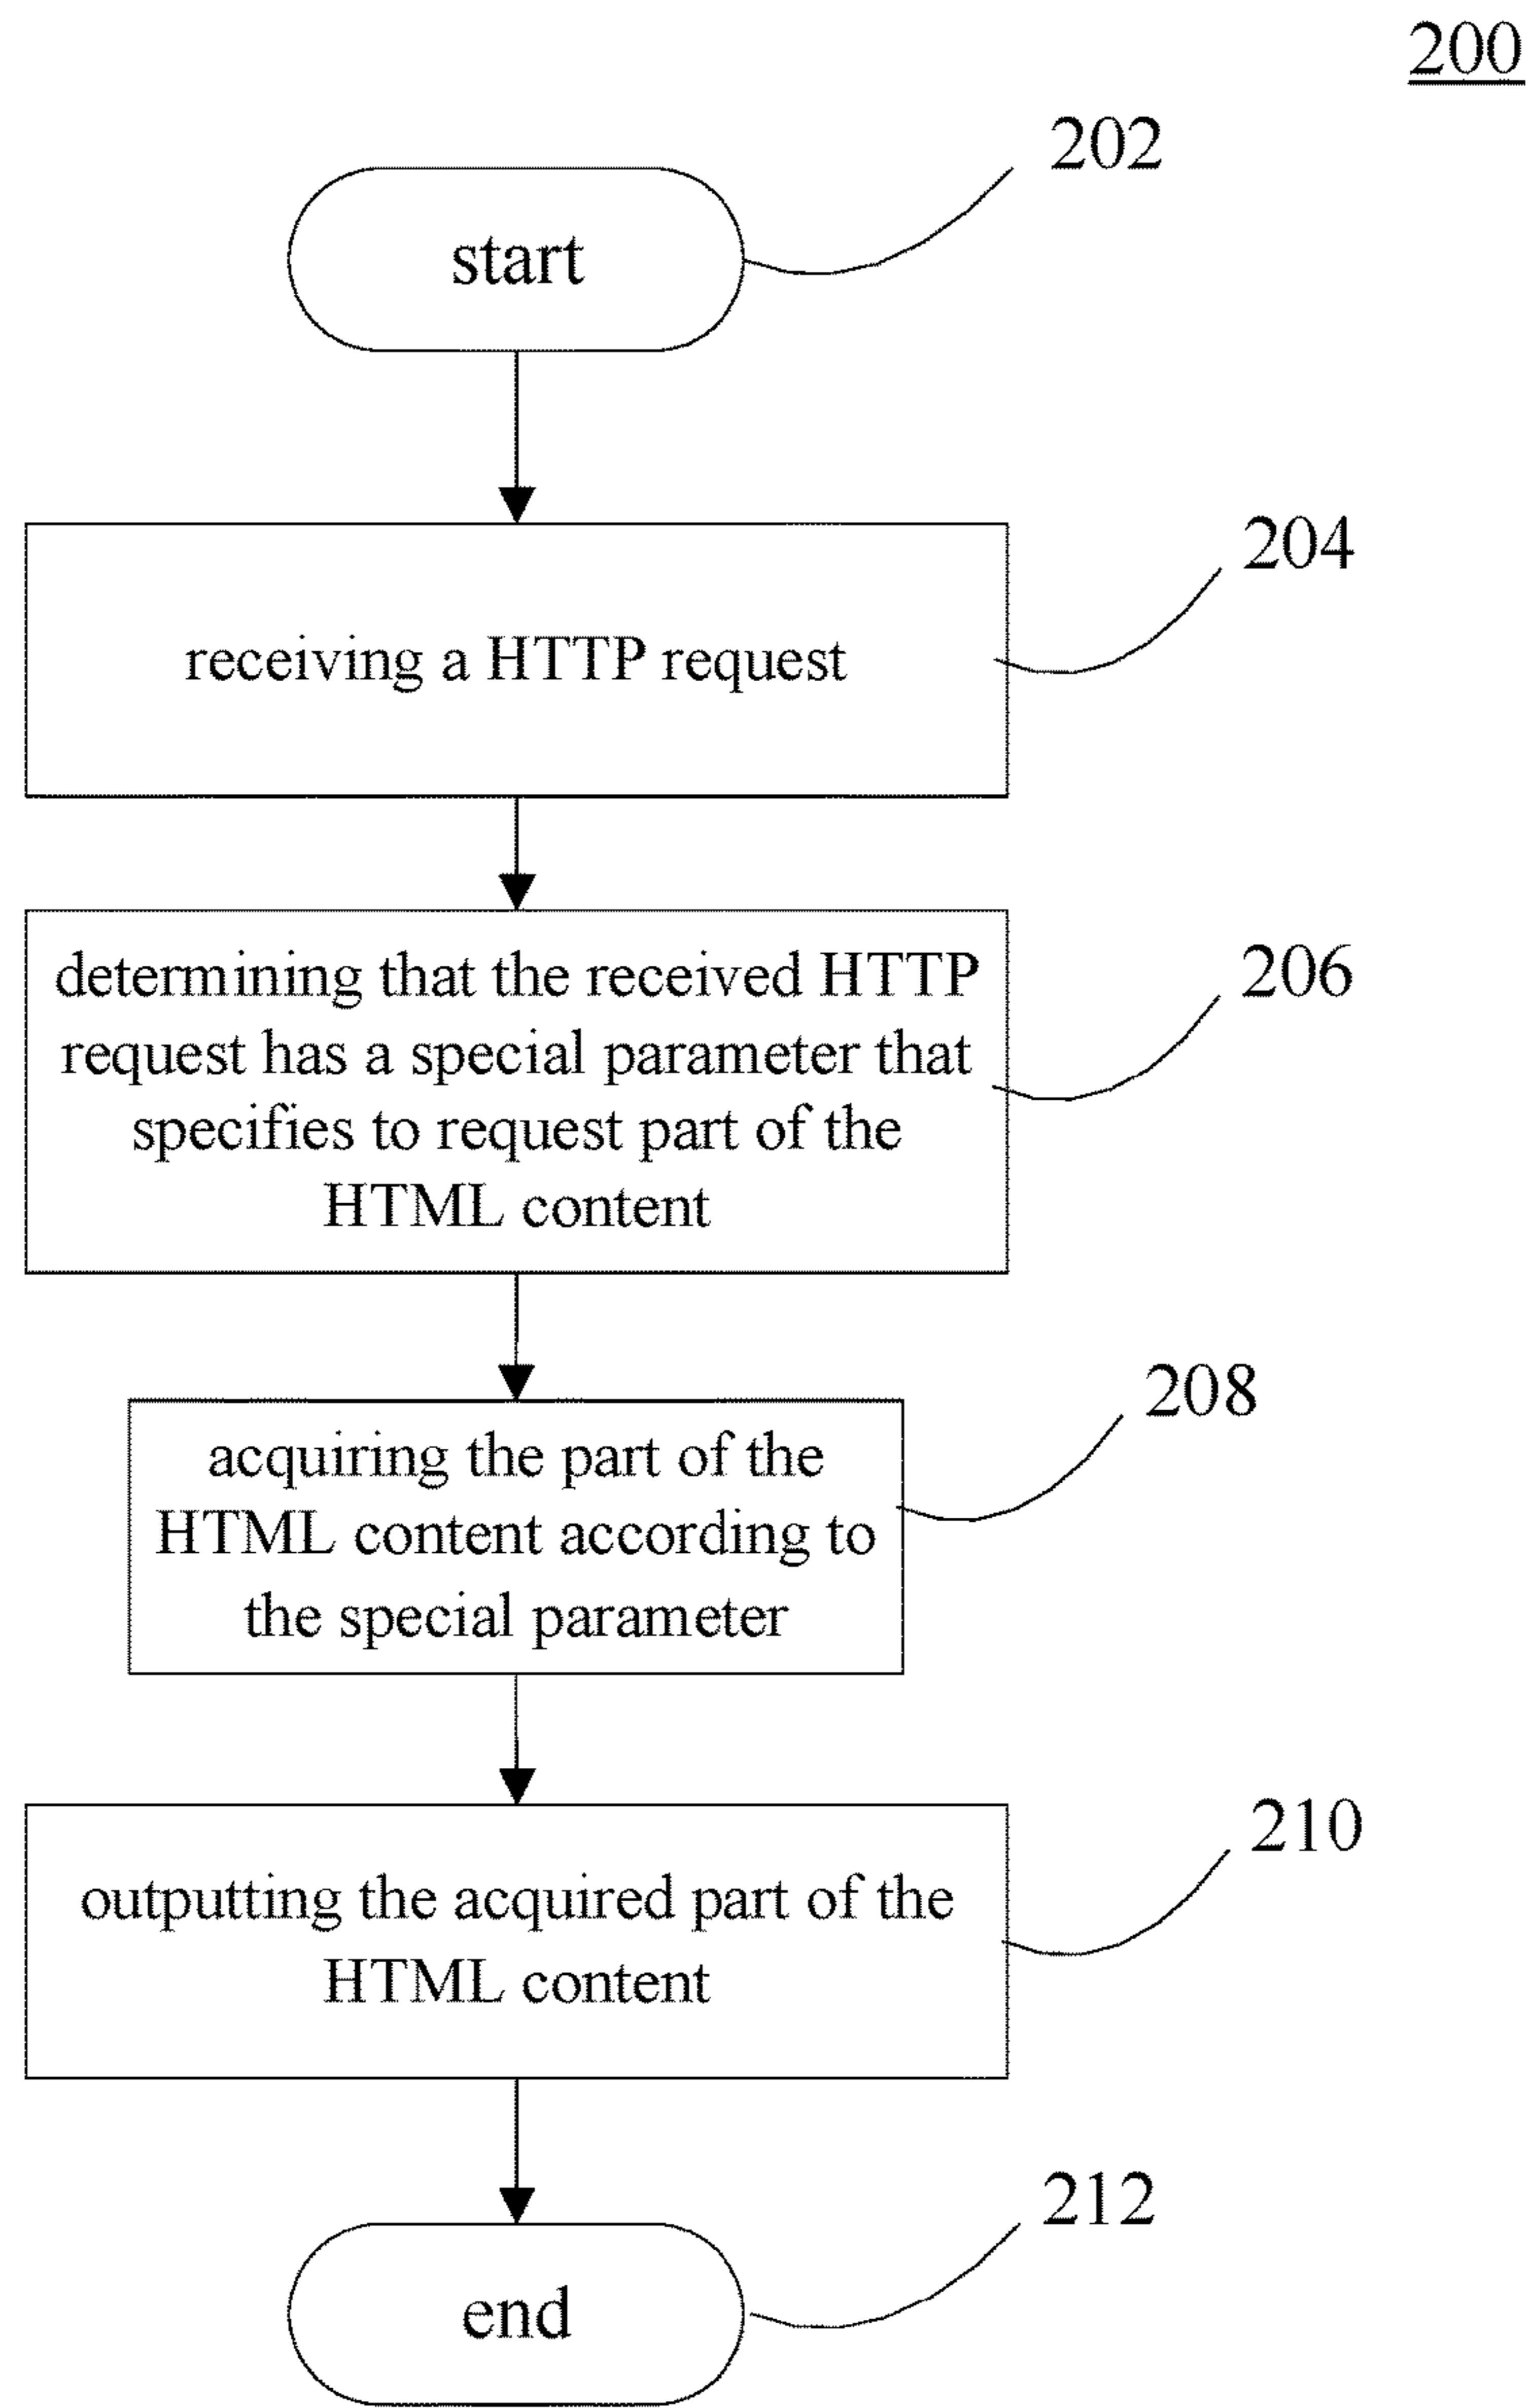 200
202
start
204
receiving a HTTP request
206
determining that the received HTTP
request has a special parameter that
specifies to request part of the
HTML content
208
acquiring the part of the
HTML content according to
the special parameter
210
outputting the acquired part of the
HTML content
212
end